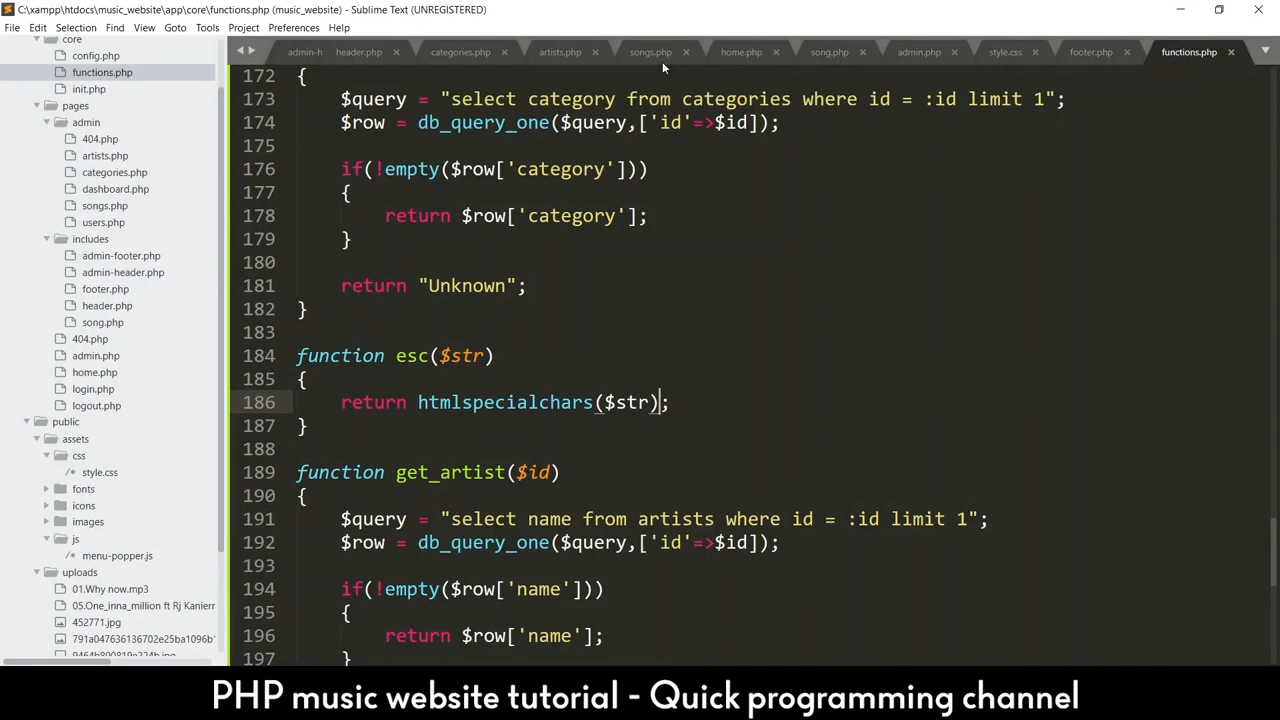 C:\xampp\htdocs\music_website\app\core\functions.php (music_website) - Sublime Text (UNREGISTERED)
File Edit Selection Find View Goto Tools Project Preferences Help
admin-h header.php categories.php artists.php songs.php home.php song.php admin.php style.css footer.php functions.php
core
config.php
functions.php
init.php
pages
admin
404.php
artists.php
categories.php
dashboard.php
songs.php
users.php
includes
admin-footer.php
admin-header.php
footer.php
header.php
song.php
404.php
admin.php
home.php
login.php
logout.php
public
assets
css
/* style.css
fonts
icons
images
js
/* menu-popper.js
uploads
01.Why now.mp3
05.One_inna_million ft Rj Kanierr
452771.jpg
791a047636136702e25ba1096b1
172 {
173 $query = "select category from categories where id = :id limit 1";
174 $row = db_query_one($query,['id'=>$id]);
175
176 if(!empty($row['category']))
177 {
178 return $row['category'];
179 }
180
181 return "Unknown";
182 }
183
184 function esc($str)
185 {
186 return htmlspecialchars($str);
187 }
188
189 function get_artist($id)
190 {
191 $query = "select name from artists where id = :id limit 1";
192 $row = db_query_one($query,['id'=>$id]);
193
194 if(!empty($row['name']))
195 {
196 return $row['name'];
197 }
PHP music website tutorial - Quick programming channel